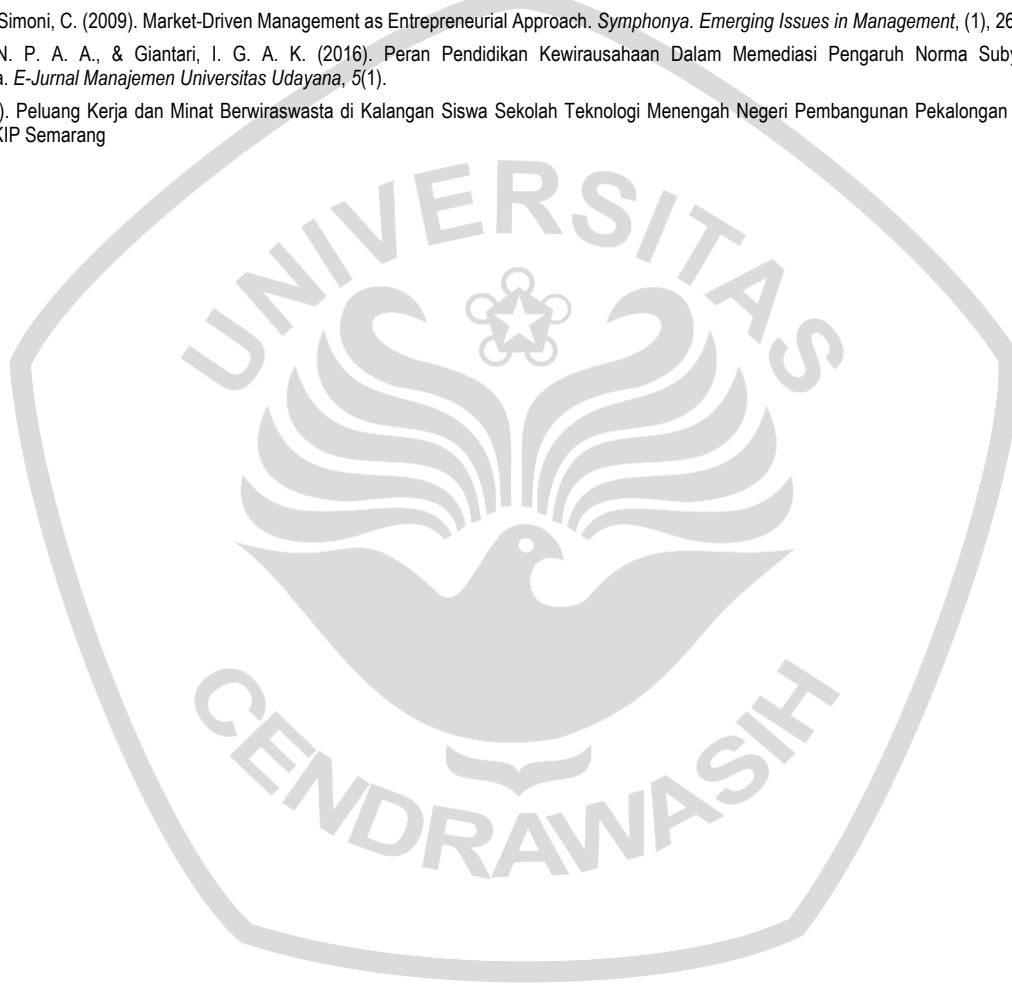 Simoni, C. (2009). Market-Driven Management as Entrepreneurial Approach. Symphonya. Emerging Issues in Management, (1), 26
N. P. A. A., & Giantari, I. G. A. K. (2016). Peran Pendidikan Kewirausahaan Dalam Memediasi Pengaruh Norma
a. E-Jurnal Manajemen Universitas Udayana, 5(1).
). Peluang Kerja dan Minat Berwiraswasta di Kalangan Siswa Sekolah Teknologi Menengah Negeri Pembangunan Pekalongan
KIP Semarang
UNIVERSITAS
CENDRAWASIH